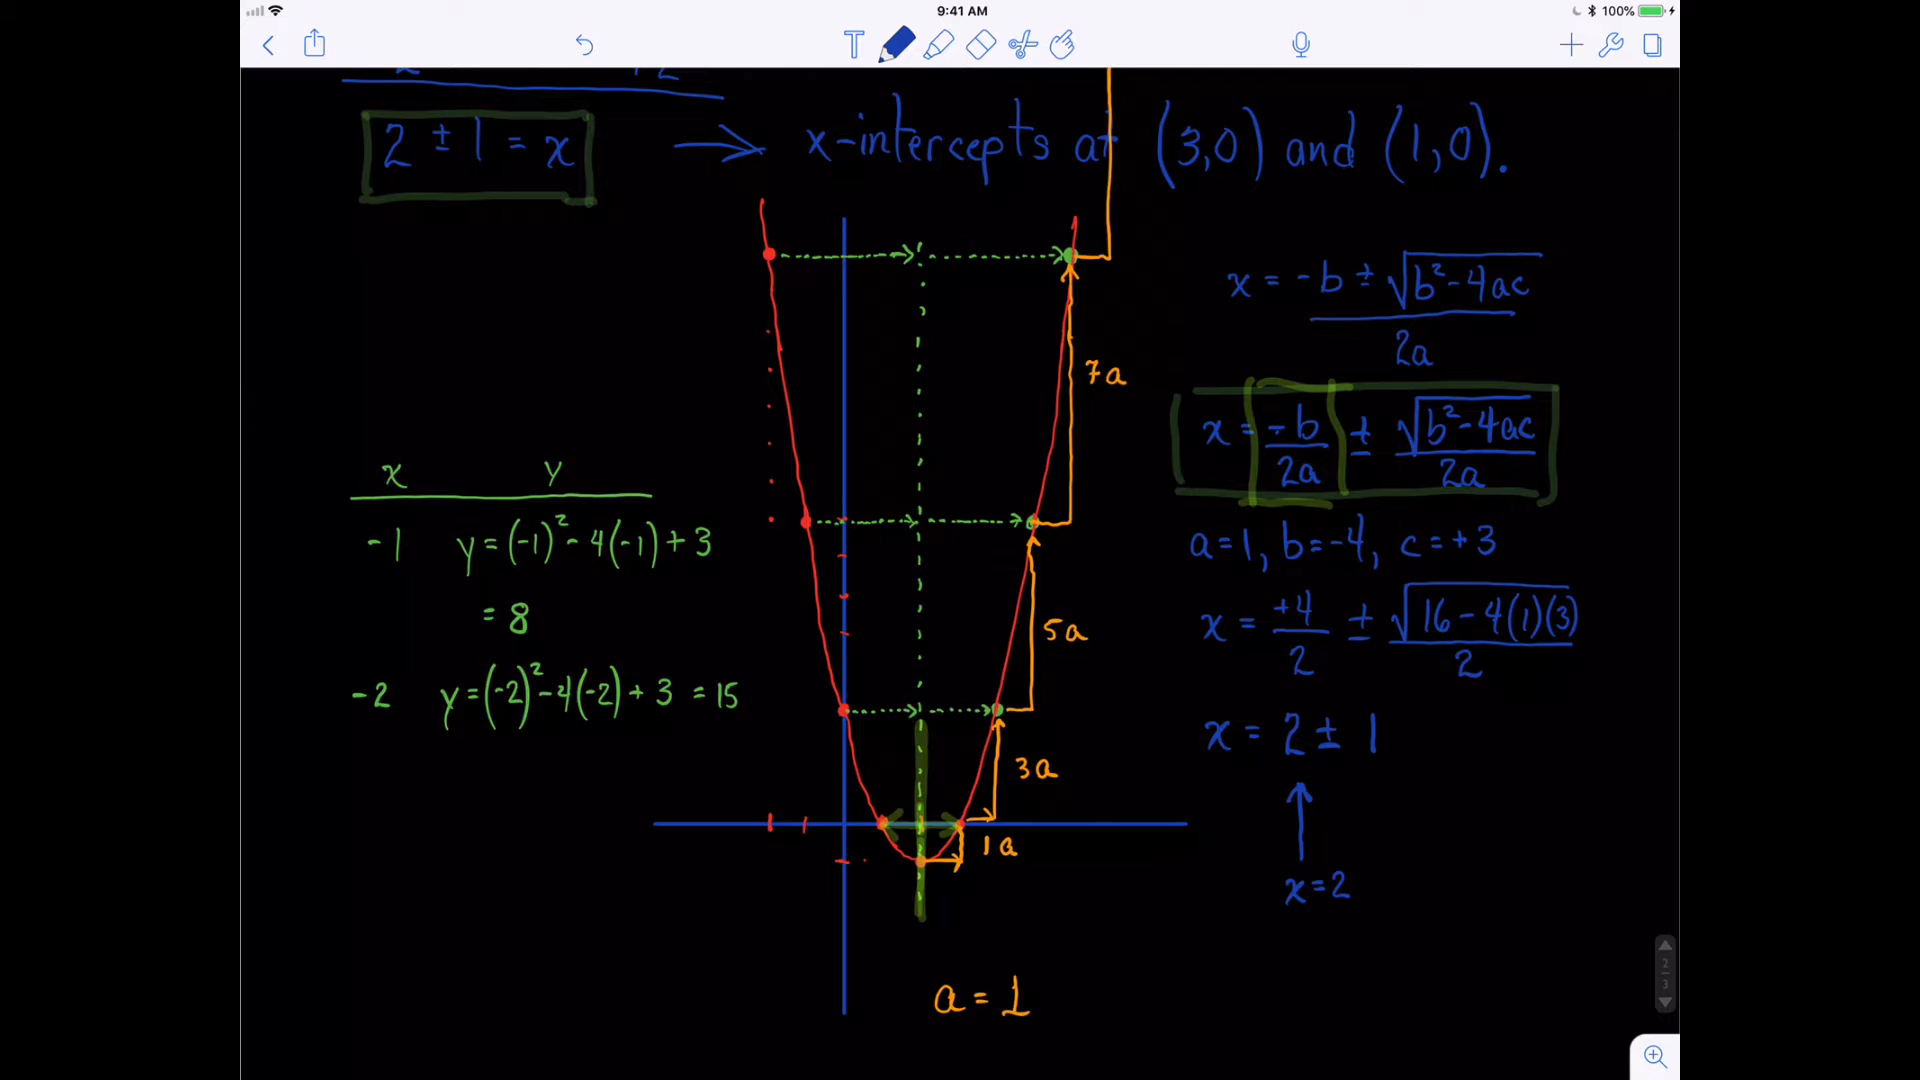 9:41 AM
100%
T
2 ± 1 = x → x-intercepts at (3,0) and (1,0).
x = -b ± √b²-4ac
2a
7a
x = -b/2a ± √b²-4ac/2a
x y
-1 y = (-1)² - 4(-1) + 3
a=1, b=-4, c=+3
= 8
x = +4/2 ± √16-4(1)(3)/2
5a
-2 y=(-2)²-4(-2)+3 = 15
x = 2 ± 1
3a
1a
x=2
a = 1
2
3